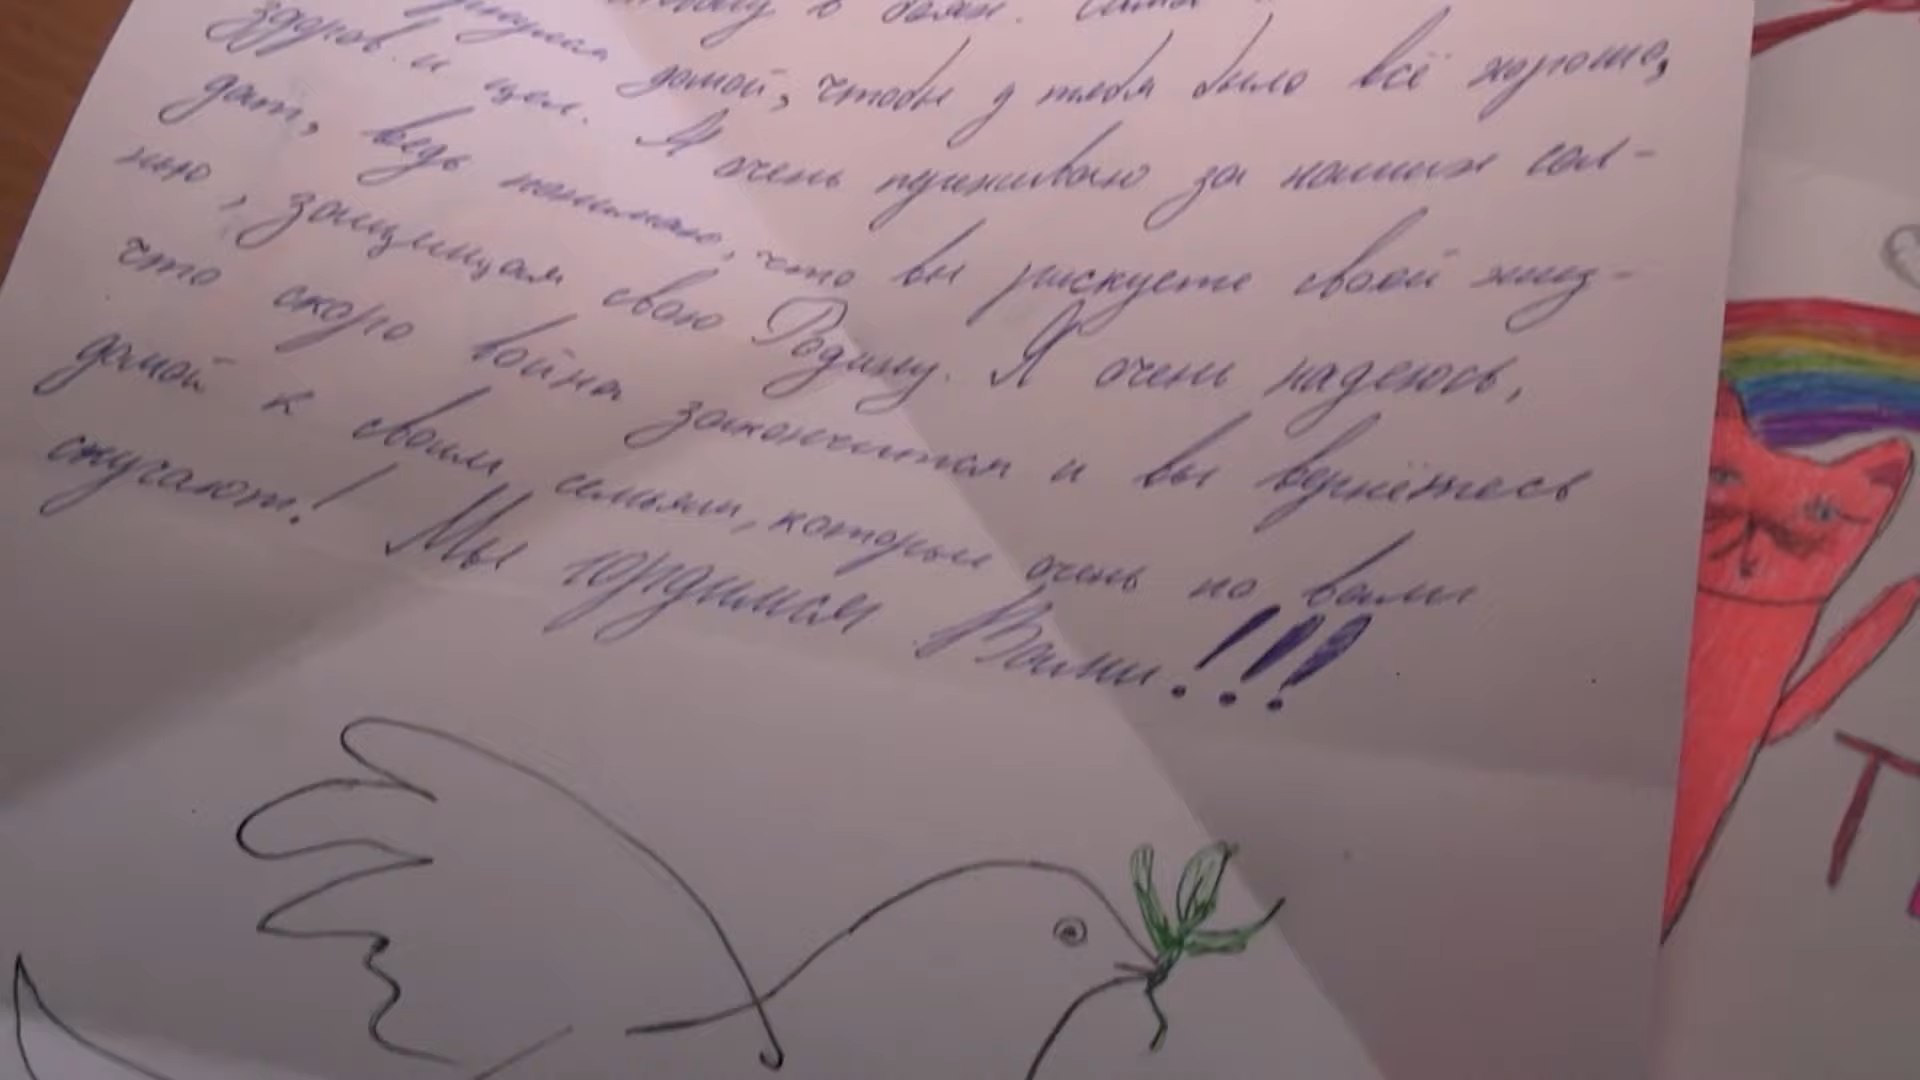 домой, чтобы у тебя было всё хорошо,
здоров и цел. Я очень переживаю за наших сол-
дат, ведь понимаю, что вы рискуете своей жиз-
нью, защищая свою Родину. Я очень надеюсь,
что скоро война закончится и вы вернётесь
домой к своим семьям, которые очень по вами
скучают! Мы гордимся Вами!!!